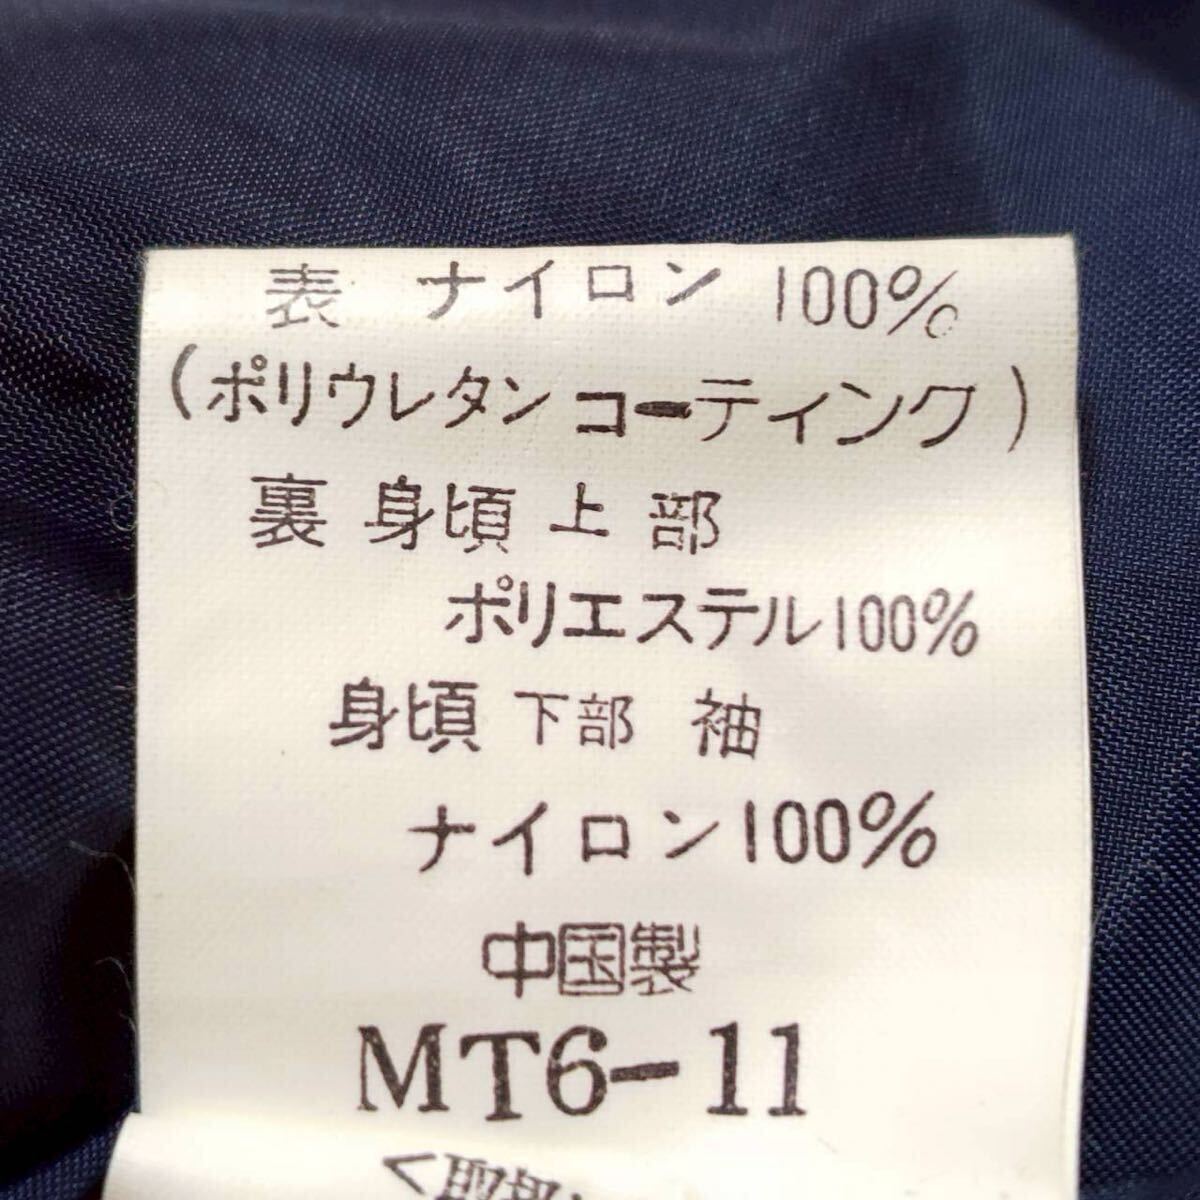 表 ナイロン 100%
(ポリウレタンコーティング)
裏 身頃 上部
ポリエステル100%
身頃 下部 袖
ナイロン100%
中国製
MT6-11